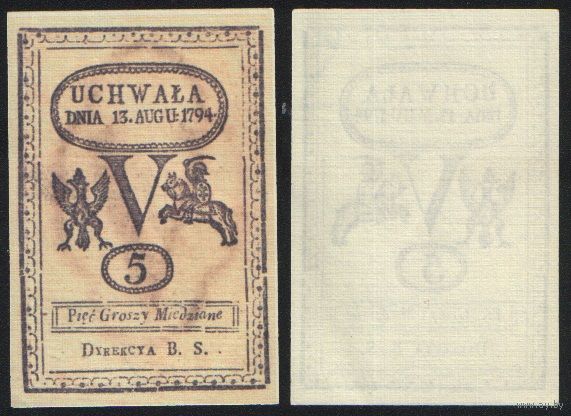 UCHWAŁA
DNIA 13. AUGU: 1794.
V
5
Pięć Groszy Miedziane
DYREKCYA B. S.